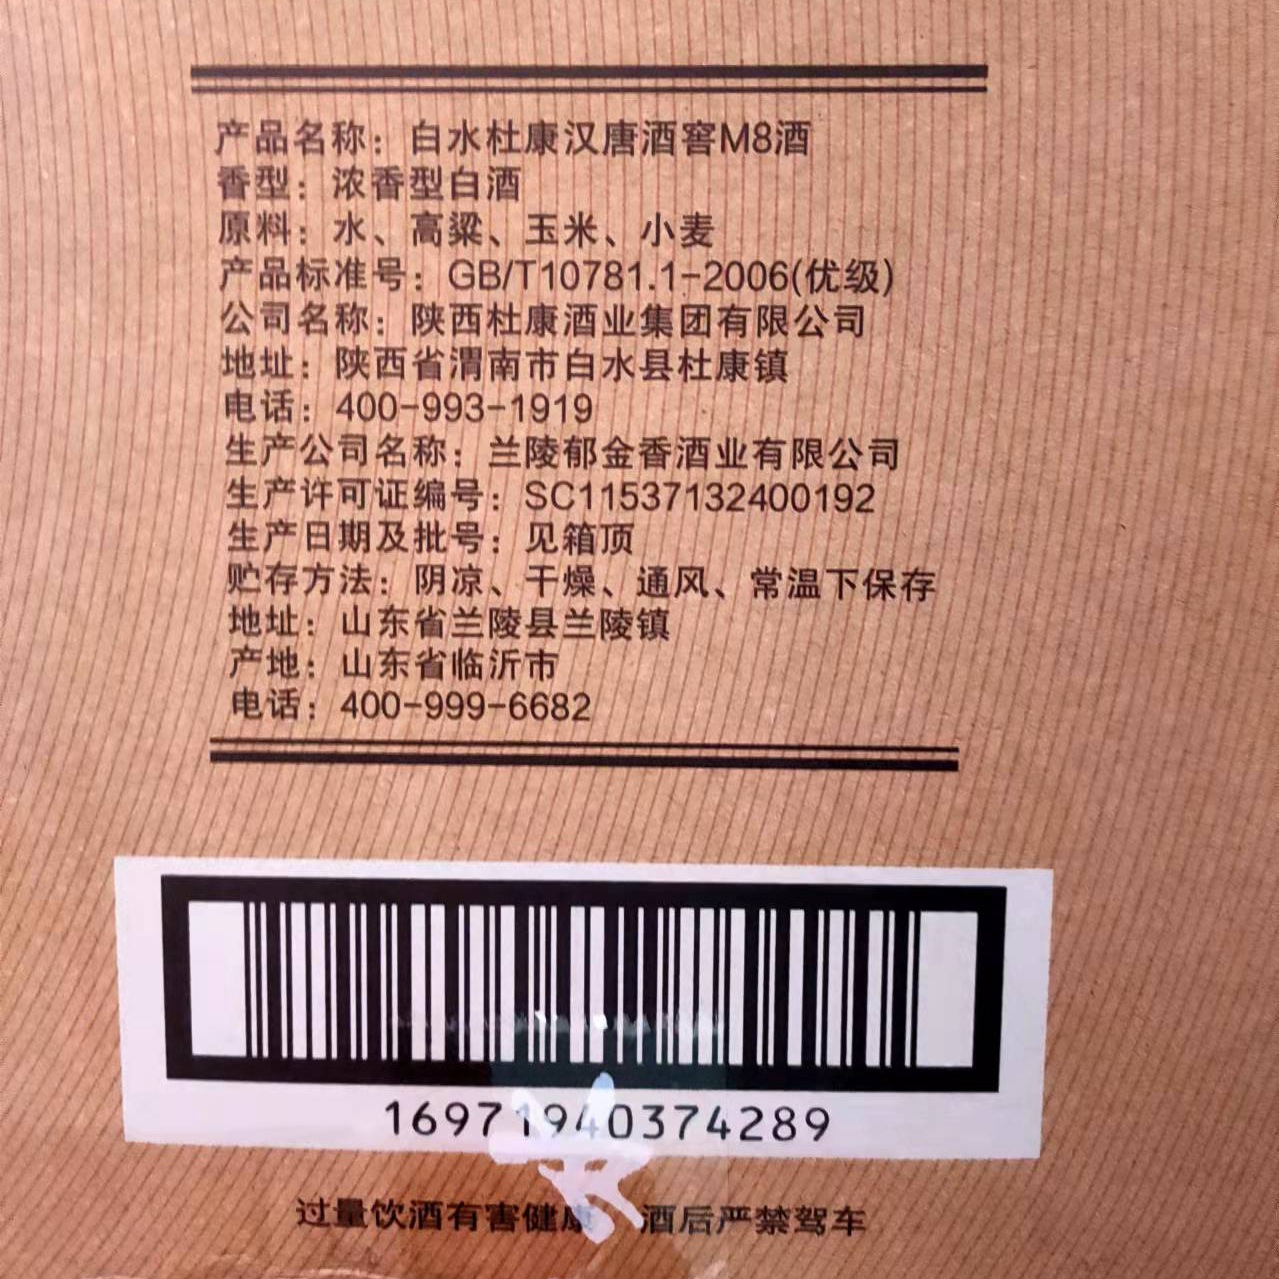 产品名称：白水杜康汉唐酒窖M8酒
香型：浓香型白酒
原料：水、高粱、玉米、小麦
产品标准号：GB/T10781.1-2006(优级)
公司名称：陕西杜康酒业集团有限公司
地址：陕西省渭南市白水县杜康镇
电话：400-993-1919
生产公司名称：兰陵郁金香酒业有限公司
生产许可证编号：SC11537132400192
生产日期及批号：见箱顶
贮存方法：阴凉、干燥、通风、常温下保存
地址：山东省兰陵县兰陵镇
产地：山东省临沂市
电话：400-999-6682
16971940374289
过量饮酒有害健康 酒后严禁驾车